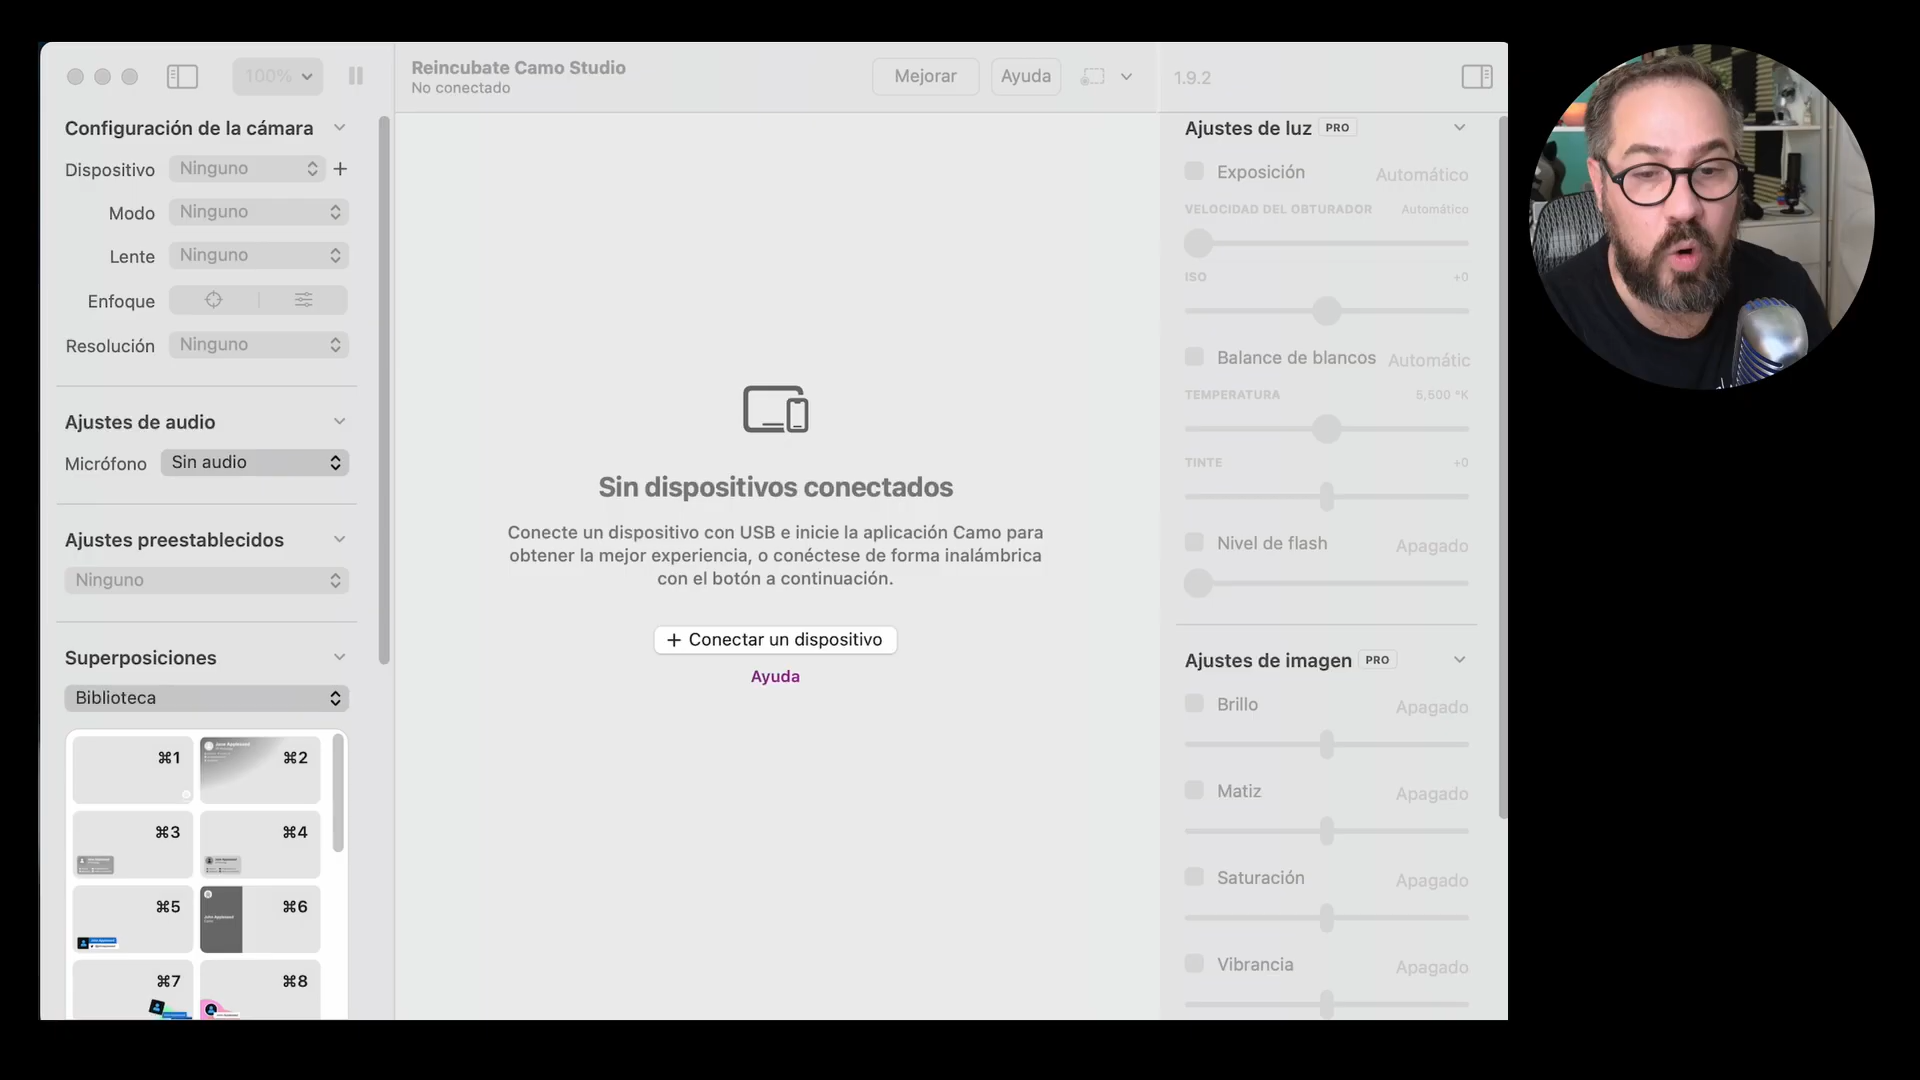 100%
Reincubate Camo Studio
No conectado
Mejorar
Ayuda
1.9.2
Configuración de la cámara
Dispositivo
Ninguno
Modo
Ninguno
Lente
Ninguno
Enfoque
Resolución
Ninguno
Ajustes de audio
Micrófono
Sin audio
Ajustes preestablecidos
Ninguno
Superposiciones
Biblioteca
⌘1
⌘2
⌘3
⌘4
⌘5
⌘6
⌘7
⌘8
Sin dispositivos conectados
Conecte un dispositivo con USB e inicie la aplicación Camo para
obtener la mejor experiencia, o conéctese de forma inalámbrica
con el botón a continuación.
+ Conectar un dispositivo
Ayuda
Ajustes de luz PRO
Exposición
Automático
VELOCIDAD DEL OBTURADOR
Automático
ISO
+0
Balance de blancos
Automátic
TEMPERATURA
5,500 °K
TINTE
+0
Nivel de flash
Apagado
Ajustes de imagen PRO
Brillo
Apagado
Matiz
Apagado
Saturación
Apagado
Vibrancia
Apagado